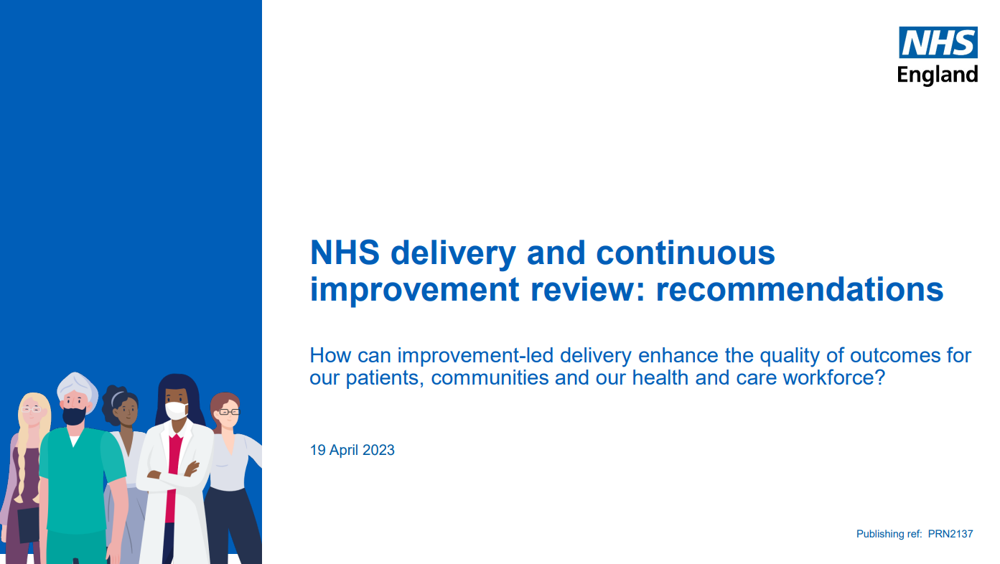 NHS
England
NHS delivery and continuous
improvement review: recommendations
How can improvement-led delivery enhance the quality of outcomes for
our patients, communities and our health and care workforce?
19 April 2023
Publishing ref: PRN2137